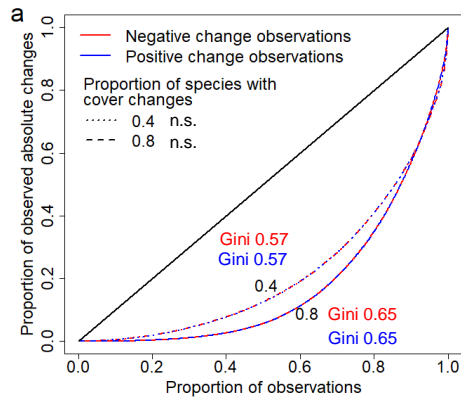 a
Negative change observations
Positive change observations
Proportion of species with
cover changes
0.4 n.s.
0.8 n.s.
Gini 0.57
Gini 0.57
0.4
0.8 Gini 0.65
Gini 0.65
Proportion of observed absolute changes
0.0 0.2 0.4 0.6 0.8 1.0
0.0 0.2 0.4 0.6 0.8 1.0
Proportion of observations